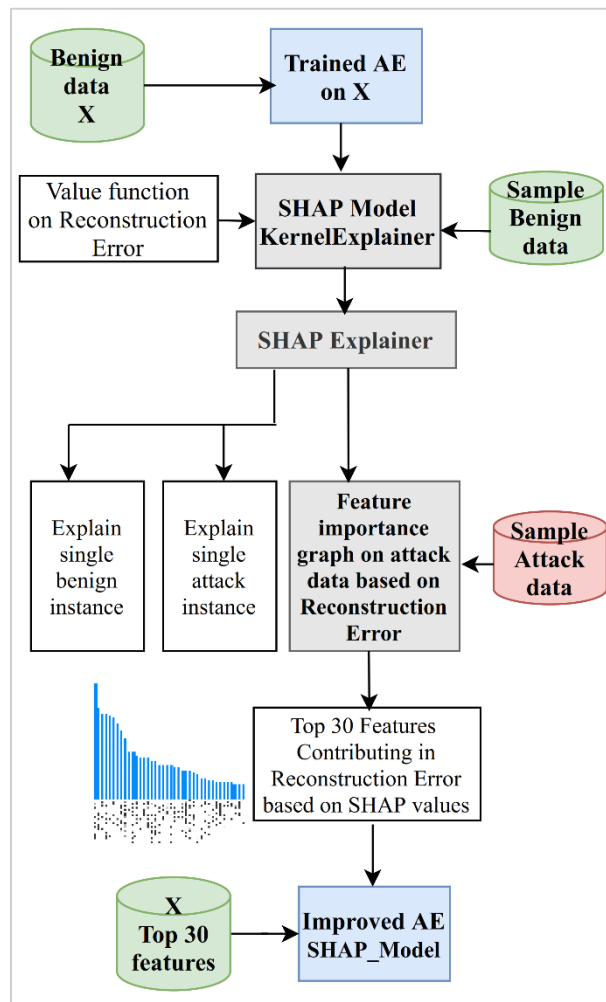 Benign
data
X
Trained AE
on X
Value function
on Reconstruction
Error
SHAP Model
KernelExplainer
Sample
Benign
data
SHAP Explainer
Explain
single
benign
instance
Explain
single
attack
instance
Feature
importance
graph on attack
data based on
Reconstruction
Error
Sample
Attack
data
Top 30 Features
Contributing in
Reconstruction Error
based on SHAP values
X
Top 30
features
Improved AE
SHAP_Model